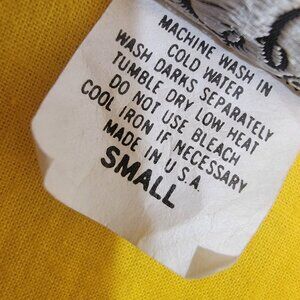 MACHINE WASH IN
COLD WATER
WASH DARKS SEPARATELY
TUMBLE DRY LOW HEAT
DO NOT USE BLEACH
COOL IRON IF NECESSARY
MADE IN U.S.A.
SMALL